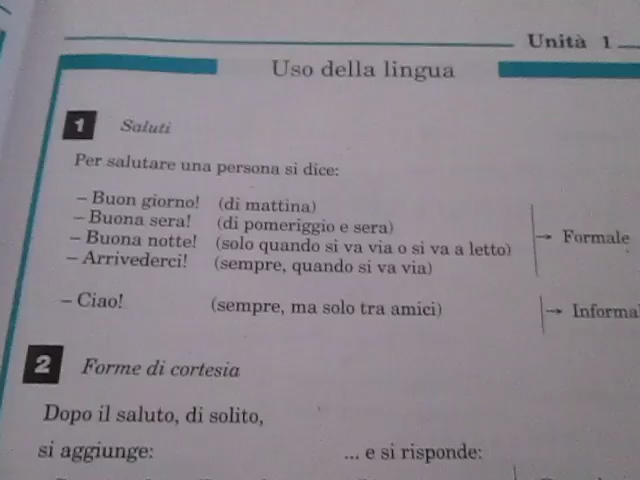 Unità 1
Uso della lingua
1 Saluti
Per salutare una persona si dice:
– Buon giorno! (di mattina)
– Buona sera! (di pomeriggio e sera)
– Buona notte! (solo quando si va via o si va a letto)
– Arrivederci! (sempre, quando si va via)
→ Formale
– Ciao! (sempre, ma solo tra amici) → Informa
2 Forme di cortesia
Dopo il saluto, di solito,
si aggiunge: ... e si risponde: